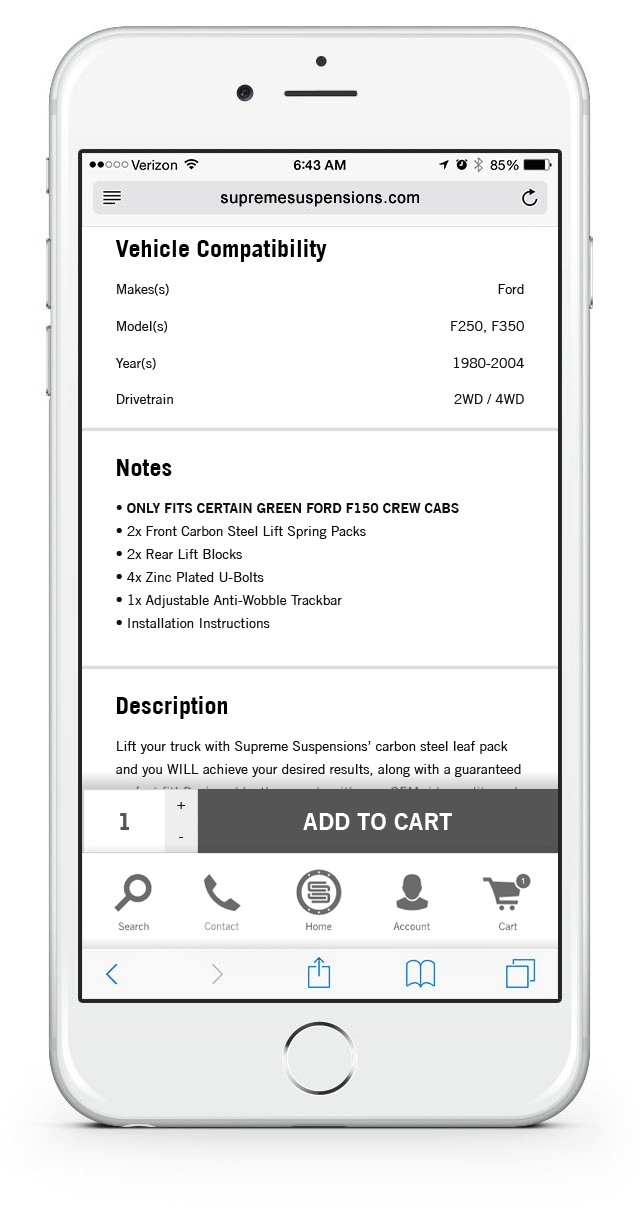 Verizon 6:43 AM 85%
supremesuspensions.com
Vehicle Compatibility
Makes(s) Ford
Model(s) F250, F350
Year(s) 1980-2004
Drivetrain 2WD / 4WD
Notes
• ONLY FITS CERTAIN GREEN FORD F150 CREW CABS
• 2x Front Carbon Steel Lift Spring Packs
• 2x Rear Lift Blocks
• 4x Zinc Plated U-Bolts
• 1x Adjustable Anti-Wobble Trackbar
• Installation Instructions
Description
Lift your truck with Supreme Suspensions’ carbon steel leaf pack
and you WILL achieve your desired results, along with a guaranteed
1 + - ADD TO CART
1
Search Contact Home Account Cart